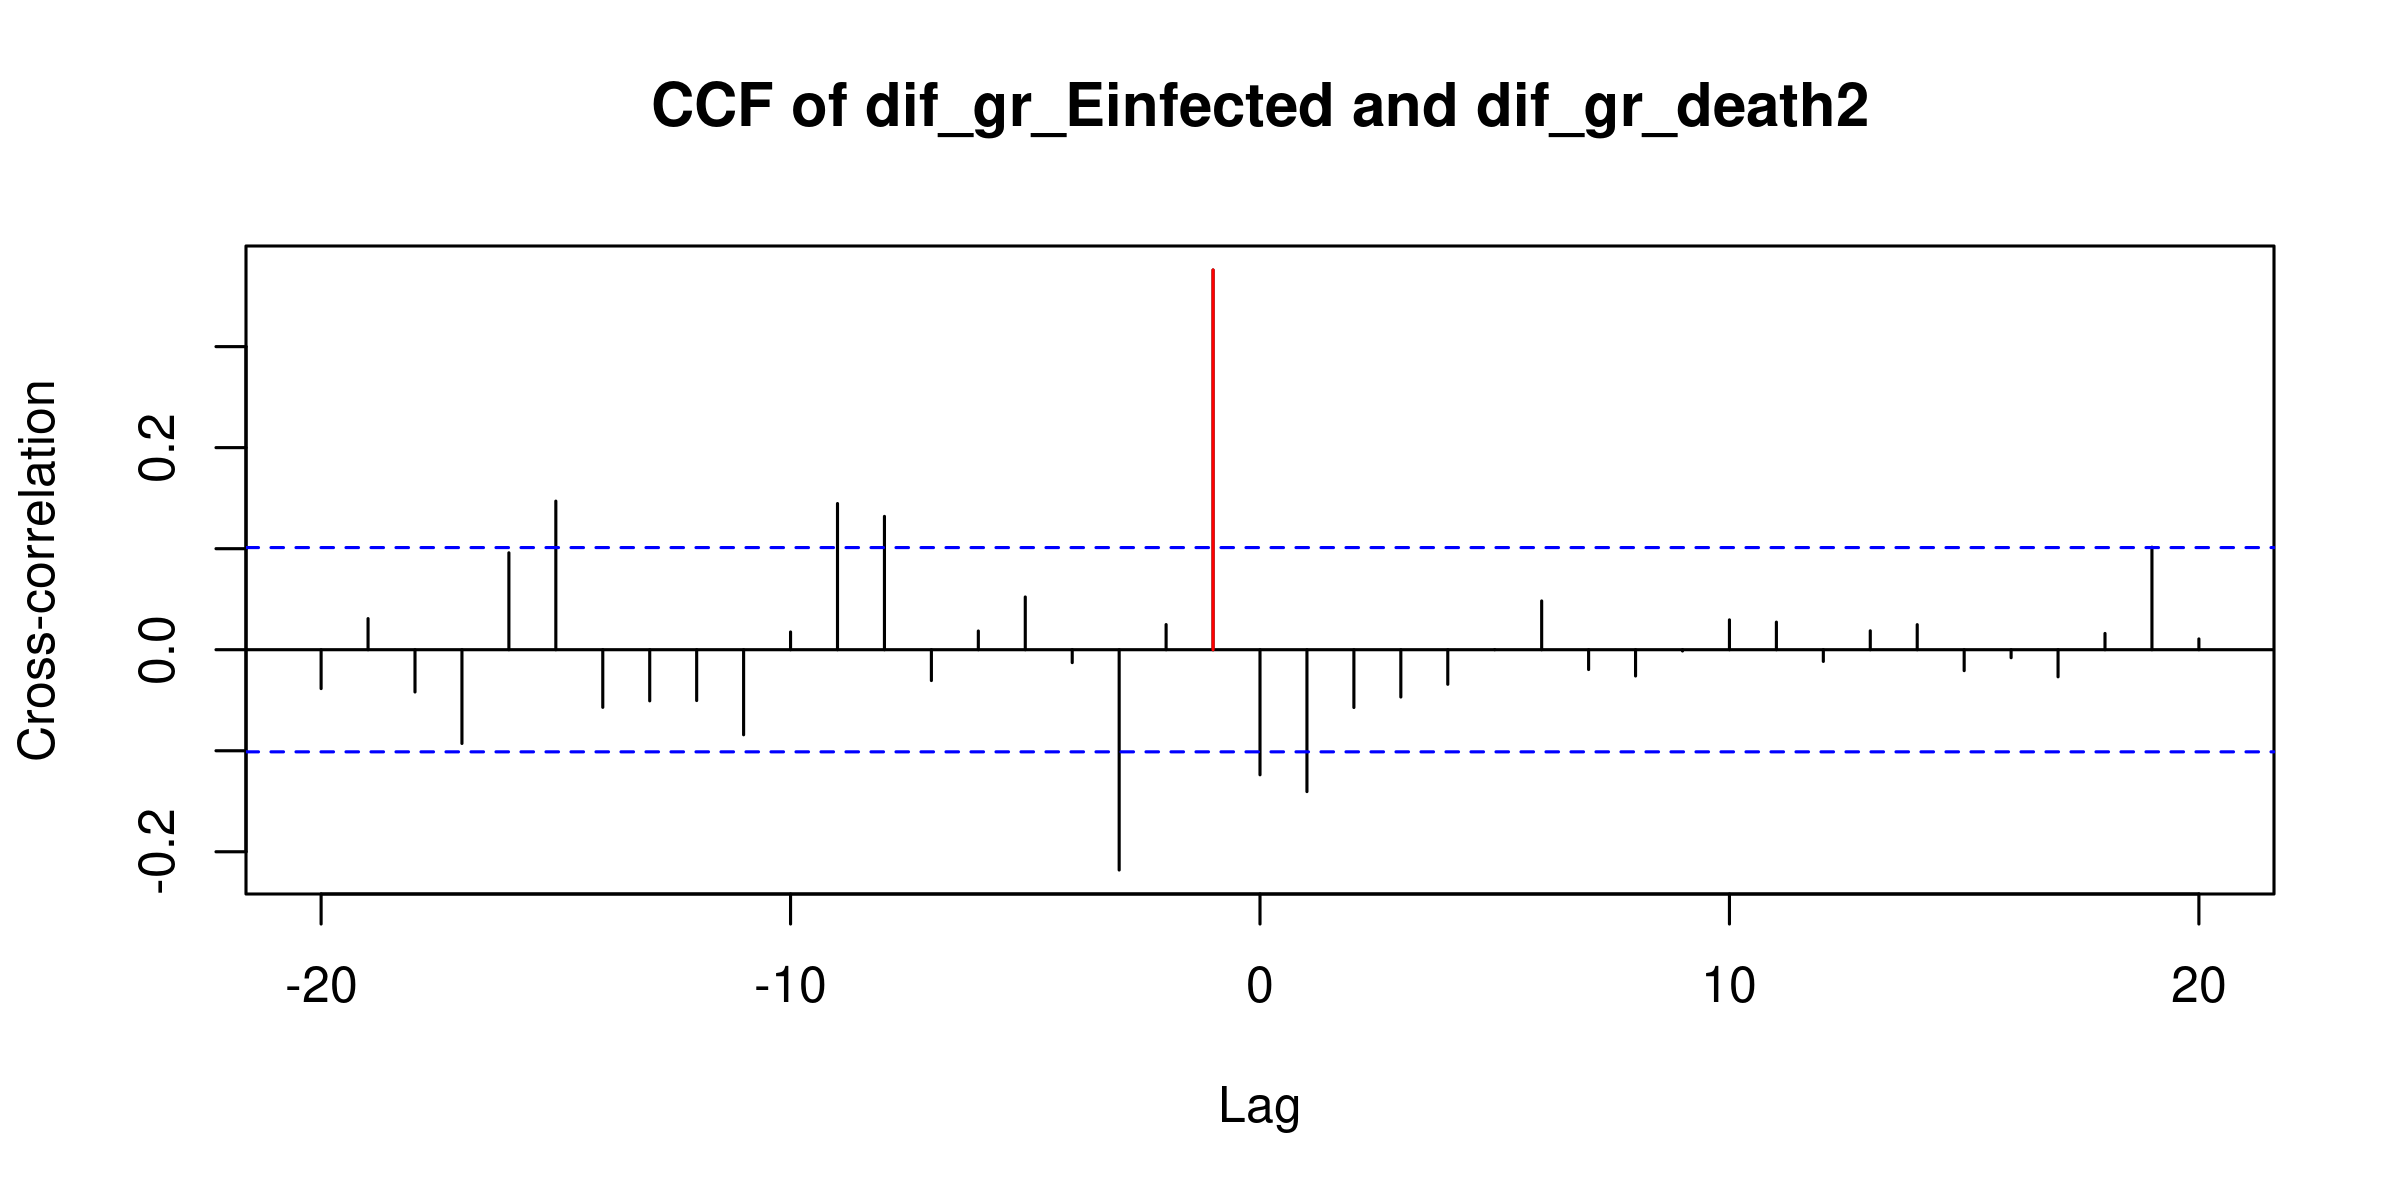 CCF of dif_gr_Einfected and dif_gr_death2
Cross-correlation
0.2
0.0
-0.2
-20 -10 0 10 20
Lag